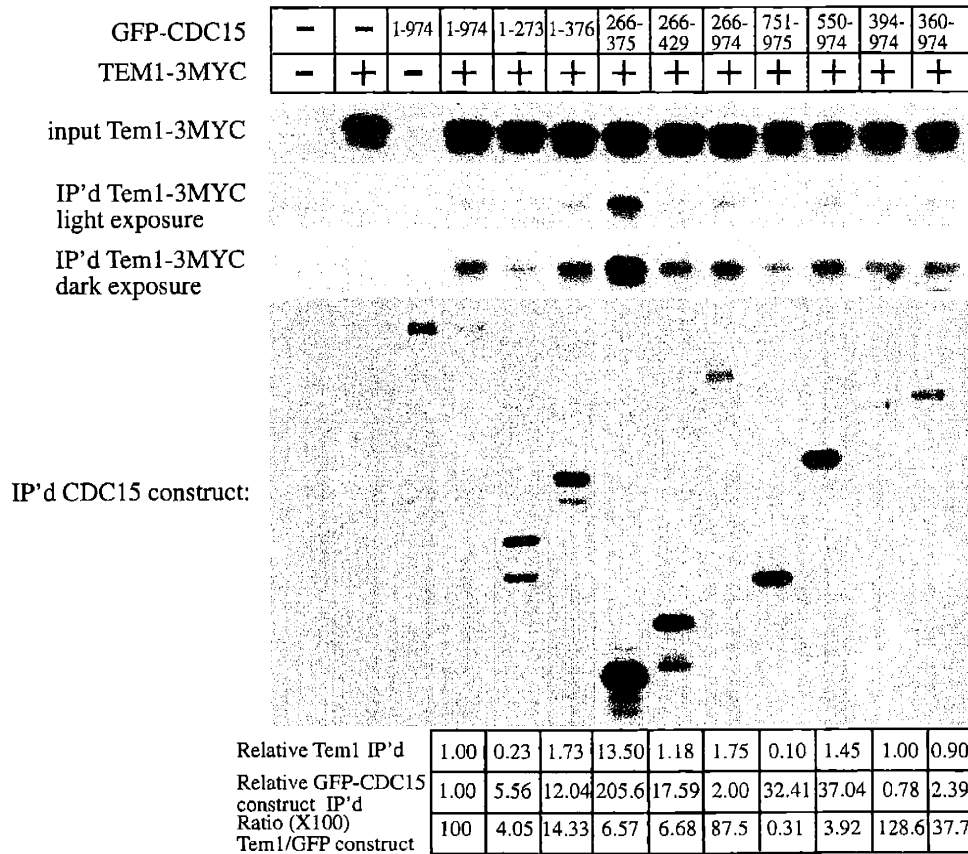 GFP-CDC15 – – 1-974 1-974 1-273 1-376 266-375 266-429 266-974 751-975 550-974 394-974 360-974
TEM1-3MYC – + – + + + + + + + + + +
input Tem1-3MYC
IP'd Tem1-3MYC
light exposure
IP'd Tem1-3MYC
dark exposure
IP'd CDC15 construct:
Relative Tem1 IP'd 1.00 0.23 1.73 13.50 1.18 1.75 0.10 1.45 1.00 0.90
Relative GFP-CDC15
construct IP'd 1.00 5.56 12.04 205.6 17.59 2.00 32.41 37.04 0.78 2.39
Ratio (X100)
Tem1/GFP construct 100 4.05 14.33 6.57 6.68 87.5 0.31 3.92 128.6 37.7